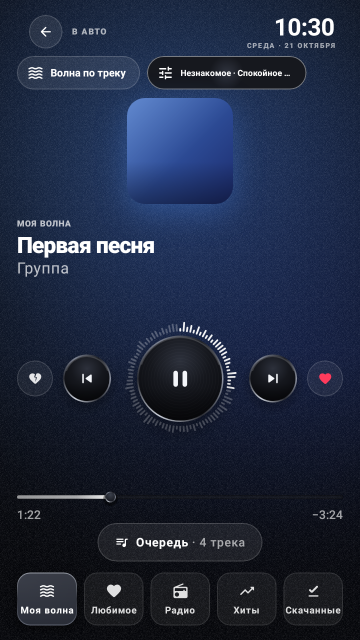 В АВТО
10:30
СРЕДА · 21 ОКТЯБРЯ
Волна по треку
Незнакомое · Спокойное ...
МОЯ ВОЛНА
Первая песня
Группа
1:22
−3:24
Очередь · 4 трека
Моя волна
Любимое
Радио
Хиты
Скачанные